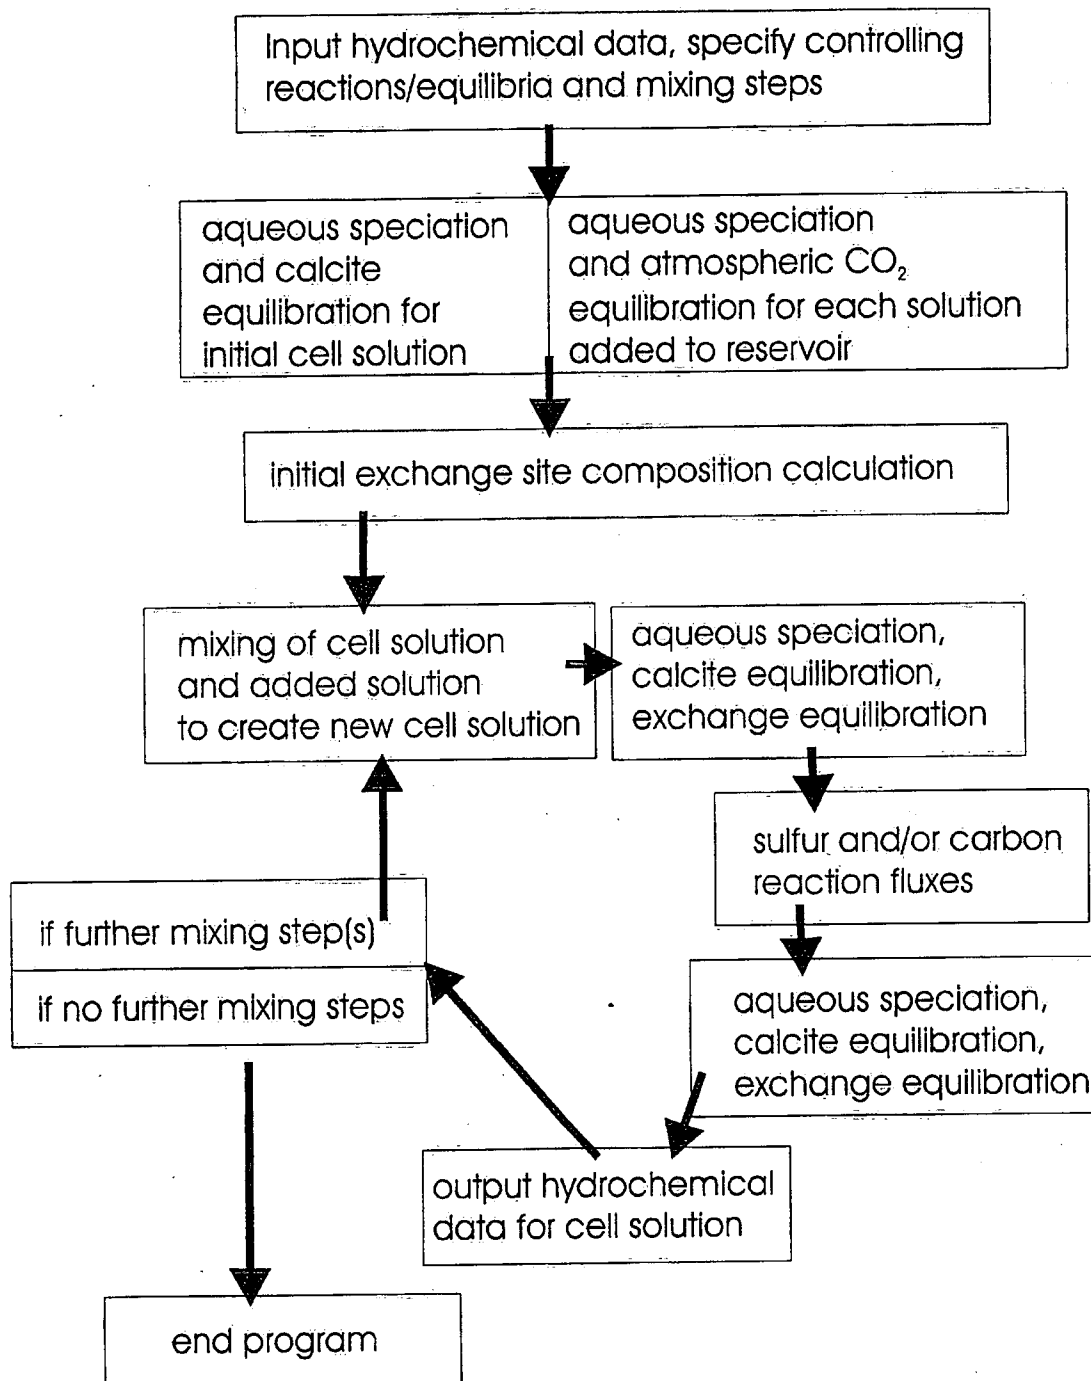 Input hydrochemical data, specify controlling
reactions/equilibria and mixing steps
aqueous speciation
and calcite
equilibration for
initial cell solution
aqueous speciation
and atmospheric CO₂
equilibration for each solution
added to reservoir
initial exchange site composition calculation
mixing of cell solution
and added solution
to create new cell solution
aqueous speciation,
calcite equilibration,
exchange equilibration
sulfur and/or carbon
reaction fluxes
aqueous speciation,
calcite equilibration,
exchange equilibration
output hydrochemical
data for cell solution
if further mixing step(s)
if no further mixing steps
end program